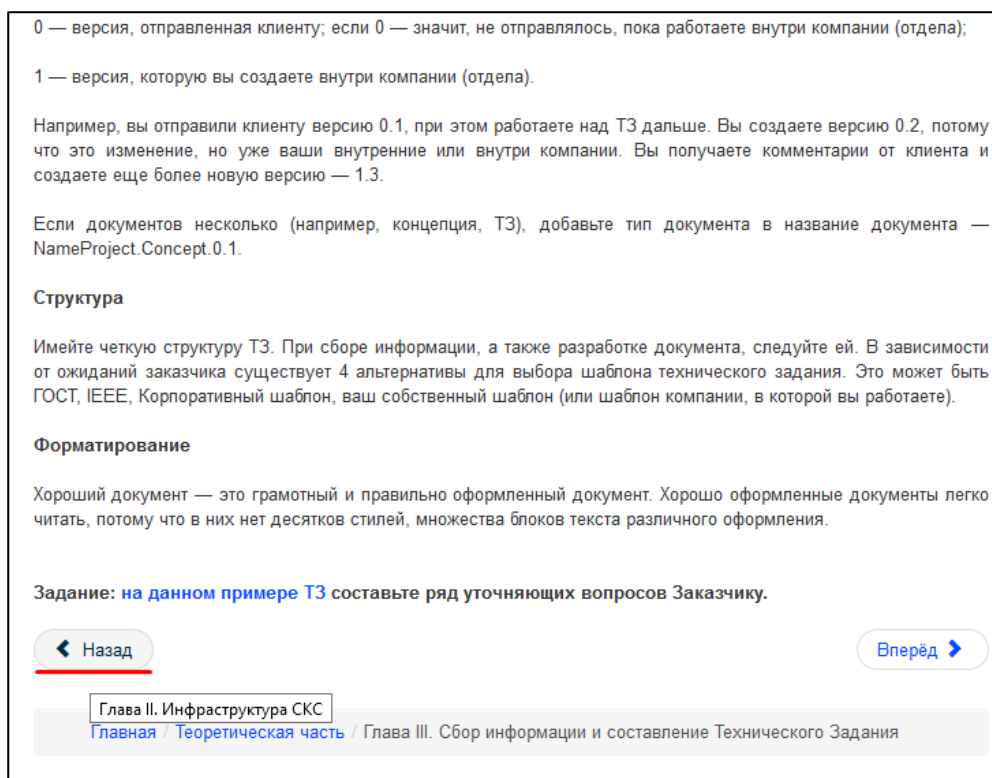 0 — версия, отправленная клиенту; если 0 — значит, не отправлялось, пока работаете внутри компании (отдела);
1 — версия, которую вы создаете внутри компании (отдела).
Например, вы отправили клиенту версию 0.1, при этом работаете над ТЗ дальше. Вы создаете версию 0.2, потому
что это изменение, но уже ваши внутренние или внутри компании. Вы получаете комментарии от клиента и
создаете еще более новую версию — 1.3.
Если документов несколько (например, концепция, ТЗ), добавьте тип документа в название документа —
NameProject.Concept.0.1.
Структура
Имейте четкую структуру ТЗ. При сборе информации, а также разработке документа, следуйте ей. В зависимости
от ожиданий заказчика существует 4 альтернативы для выбора шаблона технического задания. Это может быть
ГОСТ, IEEE, Корпоративный шаблон, ваш собственный шаблон (или шаблон компании, в которой вы работаете).
Форматирование
Хороший документ — это грамотный и правильно оформленный документ. Хорошо оформленные документы легко
читать, потому что в них нет десятков стилей, множества блоков текста различного оформления.
Задание: на данном примере ТЗ составьте ряд уточняющих вопросов Заказчику.
Назад
Вперёд
Глава II. Инфраструктура СКС
Главная / Теоретическая часть / Глава III. Сбор информации и составление Технического Задания